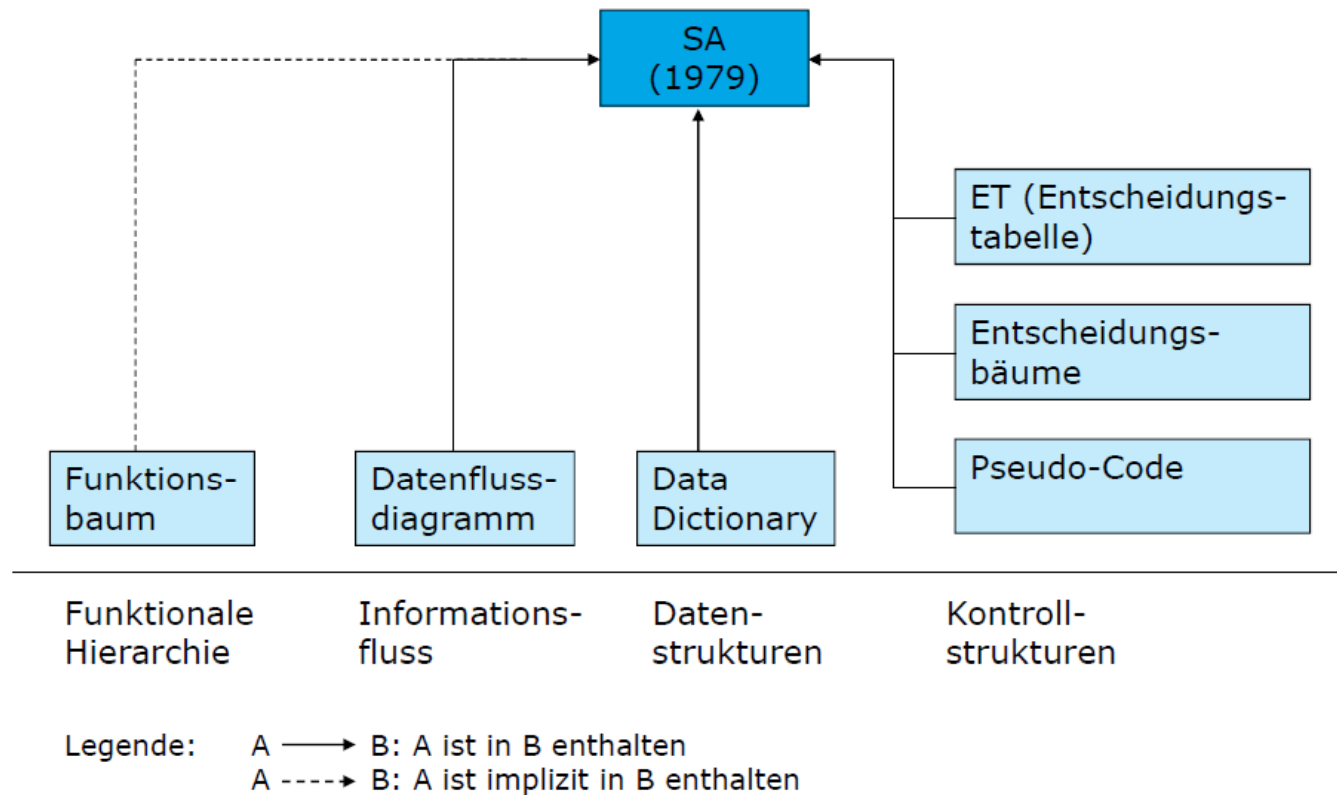 SA
(1979)
ET (Entscheidungs-
tabelle)
Entscheidungs-
bäume
Pseudo-Code
Funktions-
baum
Datenfluss-
diagramm
Data
Dictionary
Funktionale
Hierarchie
Informations-
fluss
Daten-
strukturen
Kontroll-
strukturen
Legende: A B: A ist in B enthalten
A B: A ist implizit in B enthalten